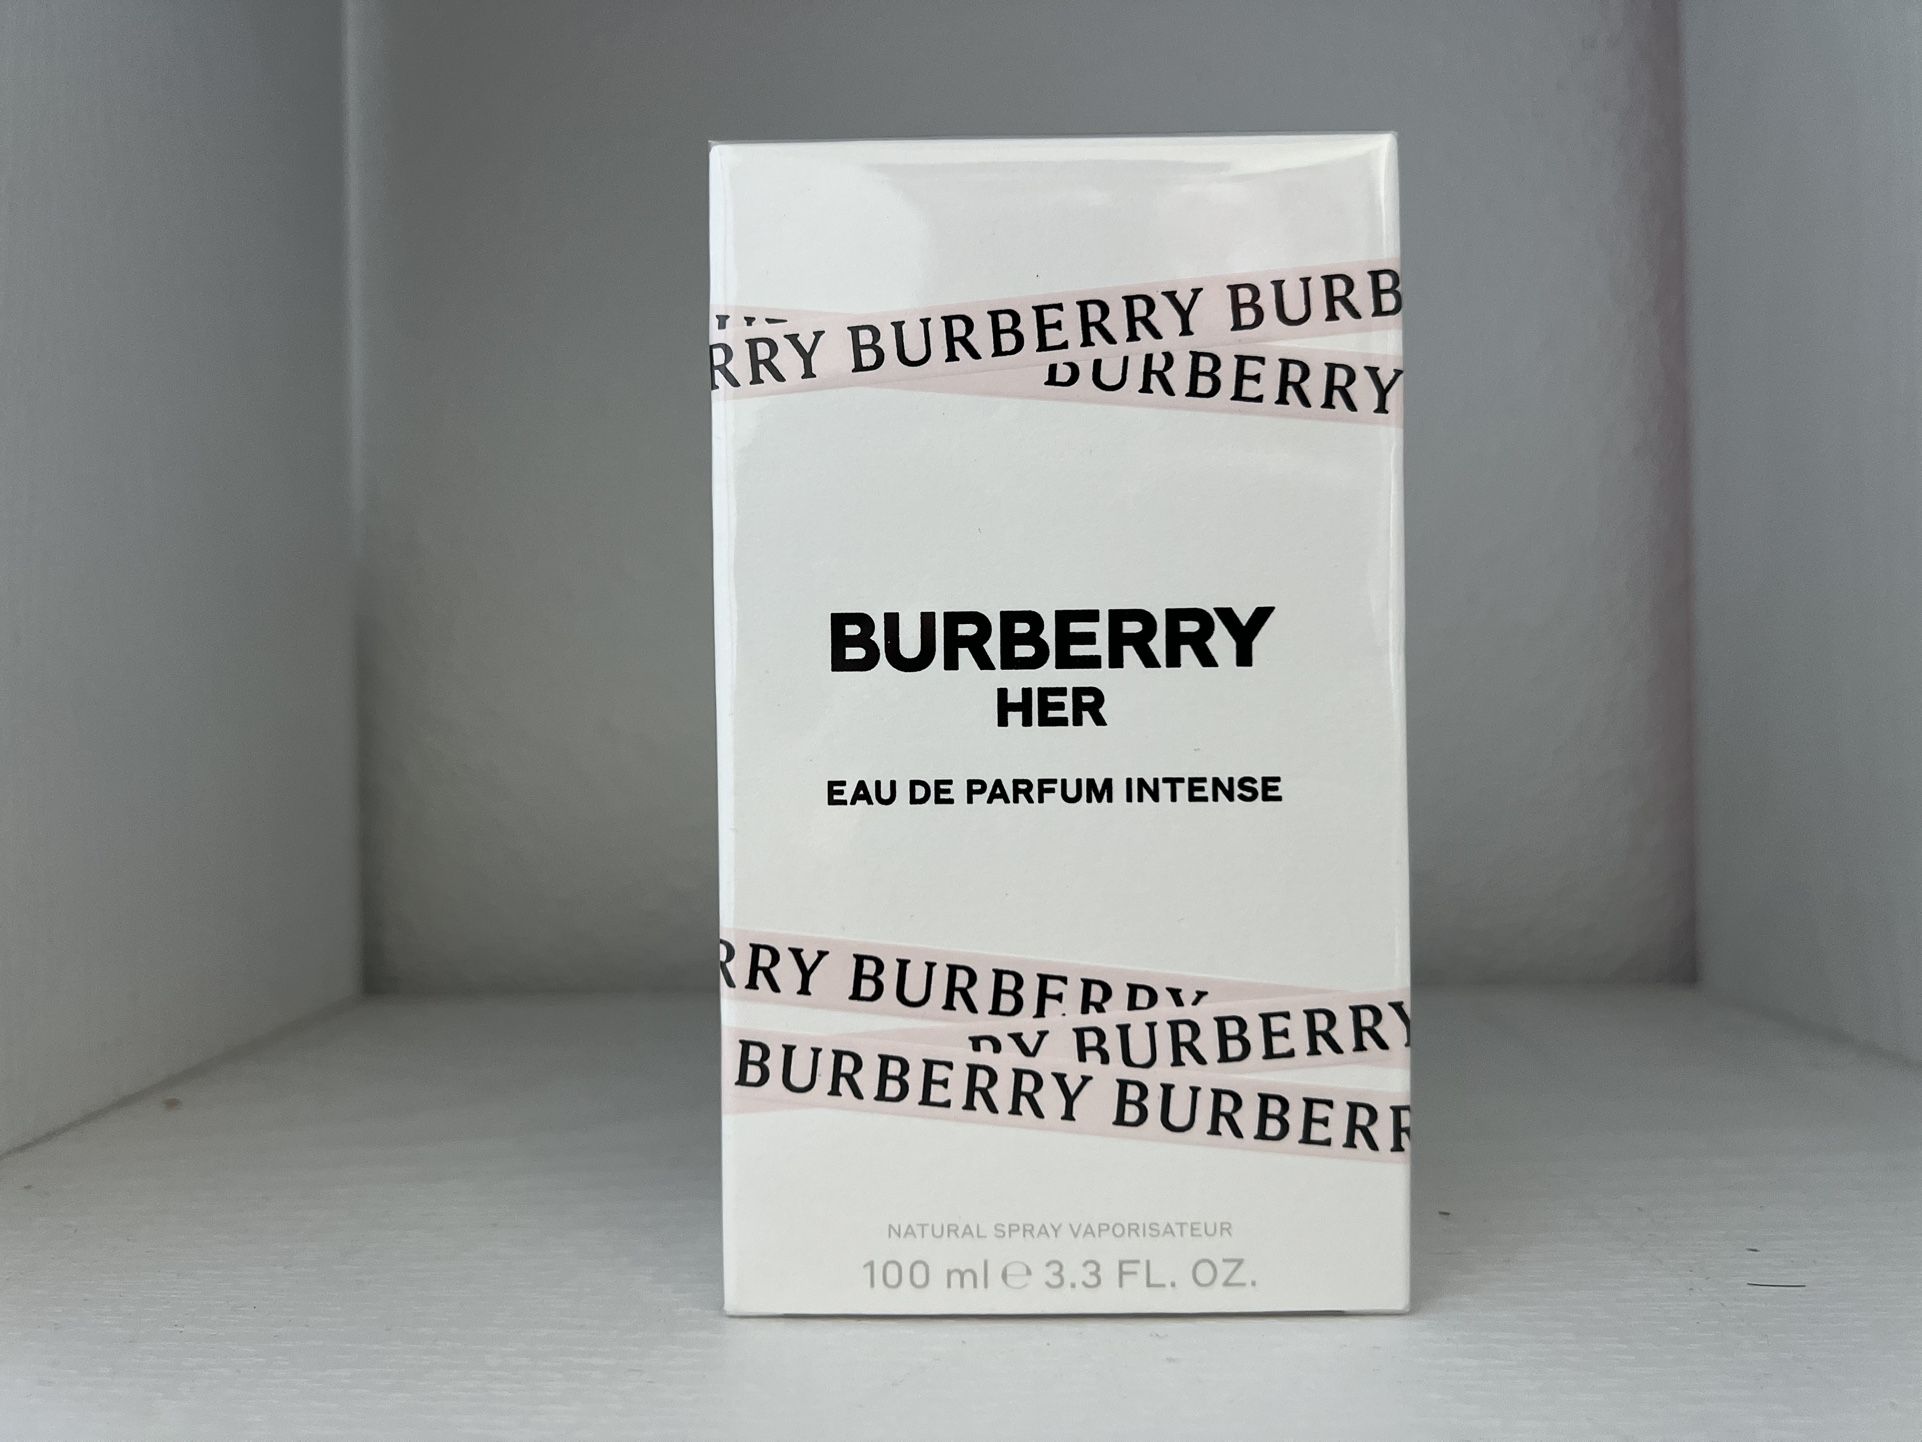 RRY BURBERRY BURB
BURBERRY
BURBERRY
HER
EAU DE PARFUM INTENSE
RRY BURBERRY
RY BURBERRY
BURBERRY BURBERR
NATURAL SPRAY VAPORISATEUR
100 ml ℮ 3.3 FL. OZ.